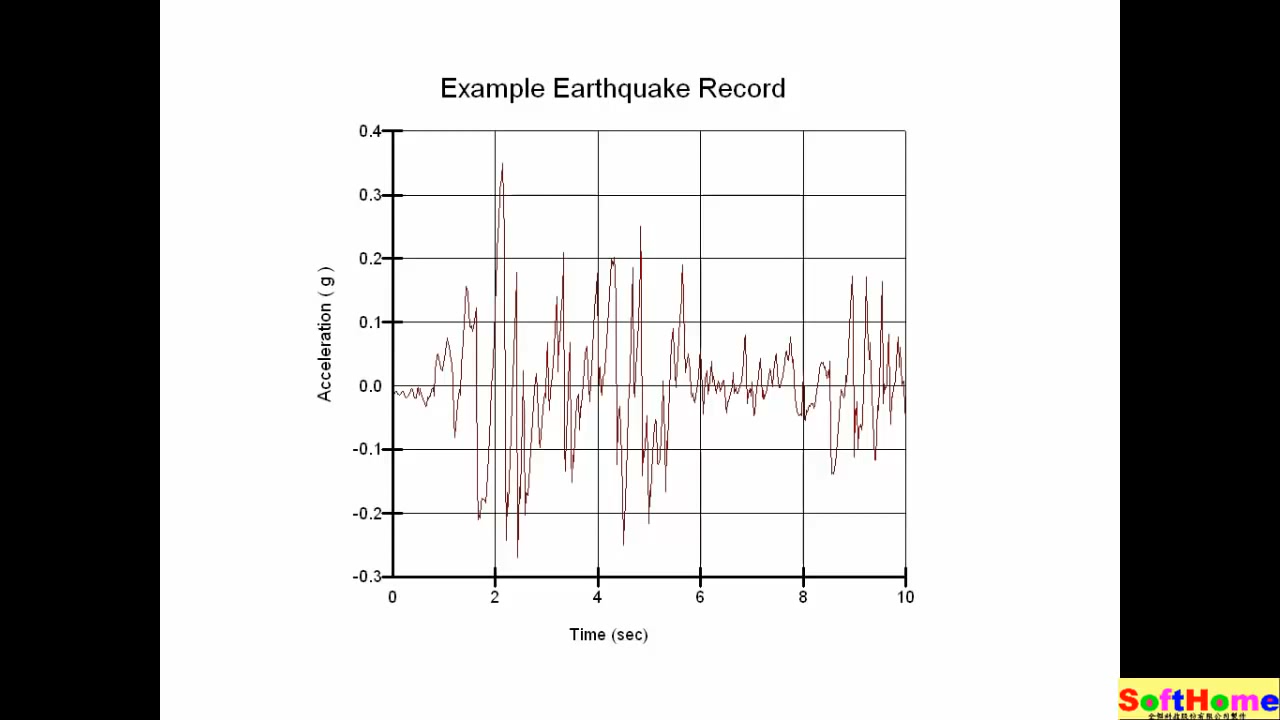 Example Earthquake Record
0.4
0.3
0.2
0.1
0.0
-0.1
-0.2
-0.3
Acceleration ( g )
0 2 4 6 8 10
Time (sec)
SoftHome